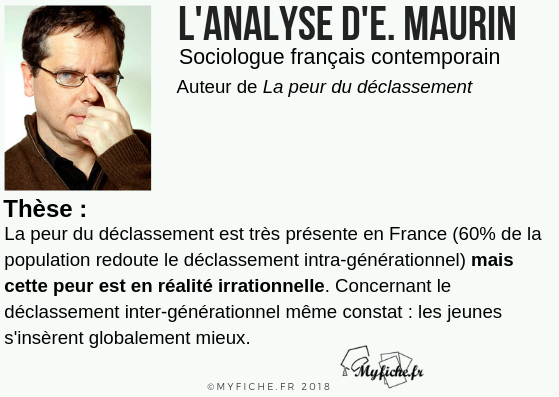 L'ANALYSE D'E. MAURIN
Sociologue français contemporain
Auteur de La peur du déclassement
Thèse :
La peur du déclassement est très présente en France (60% de la
population redoute le déclassement intra-générationnel) mais
cette peur est en réalité irrationnelle. Concernant le
déclassement inter-générationnel même constat : les jeunes
s'insèrent globalement mieux.
Myfiche.fr
©MYFICHE.FR 2018